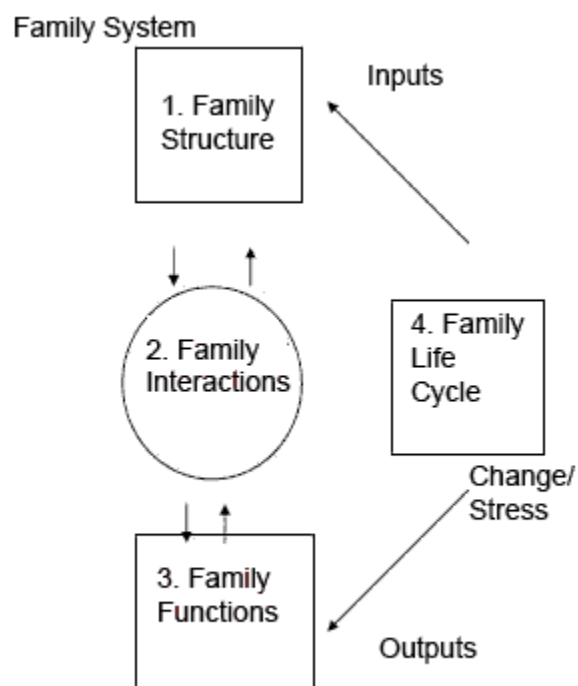 Family System
Inputs
1. Family
Structure
2. Family
Interactions
4. Family
Life
Cycle
Change/
Stress
3. Family
Functions
Outputs